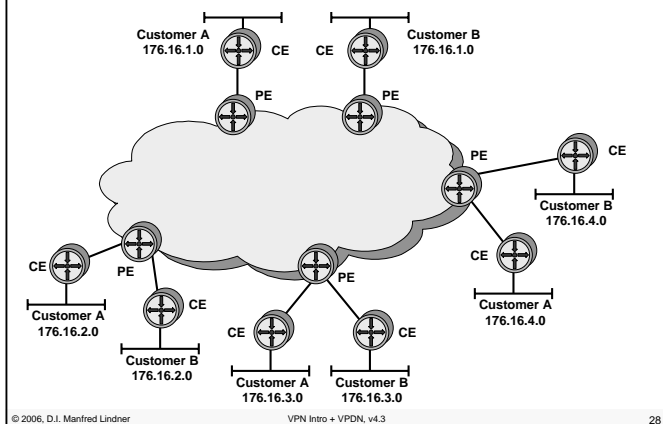 Customer A
176.16.1.0
CE
PE
Customer B
176.16.1.0
CE
PE
PE
CE
Customer B
176.16.4.0
CE
Customer A
176.16.4.0
CE
Customer A
176.16.2.0
PE
CE
Customer B
176.16.2.0
PE
CE
Customer A
176.16.3.0
CE
Customer B
176.16.3.0
© 2006, D.I. Manfred Lindner
VPN Intro + VPDN, v4.3
28